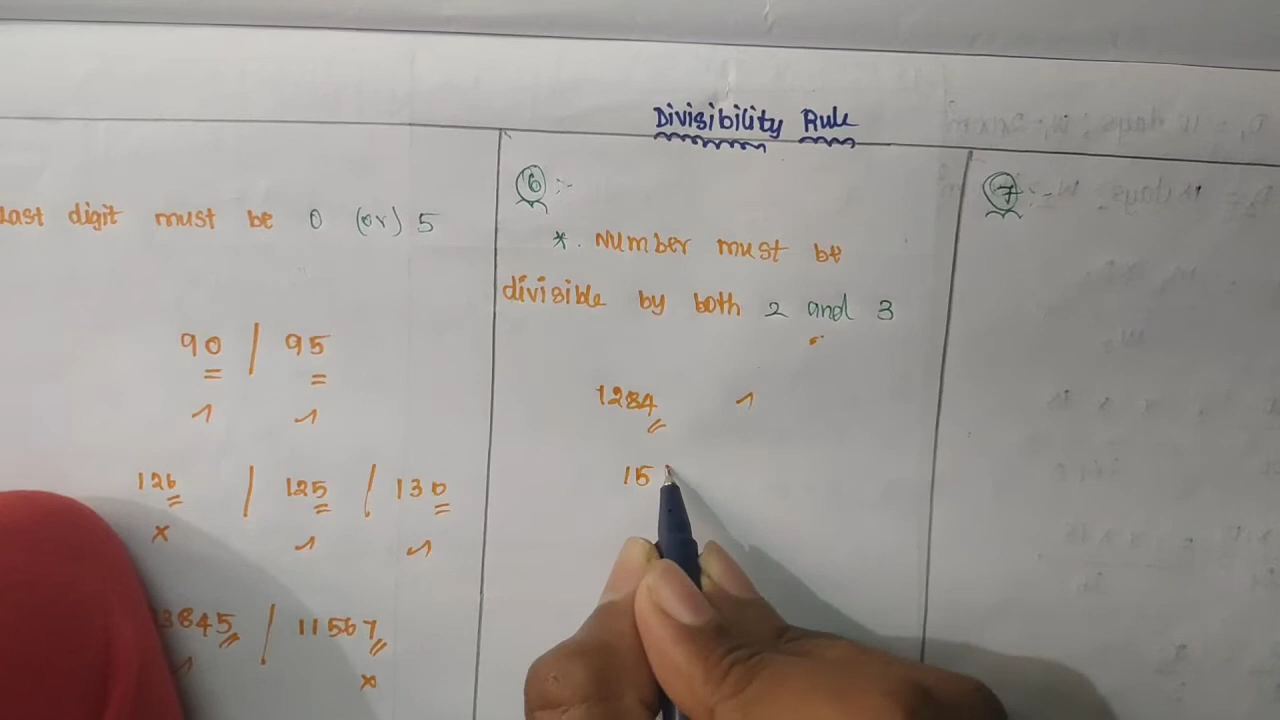 Divisibility Rule
Last digit must be 0 (or) 5
90 / 95
126 / 125 / 130
3845 / 11567
6 :-
* . Number must be
divisible by both 2 and 3
1284
15
7 :-